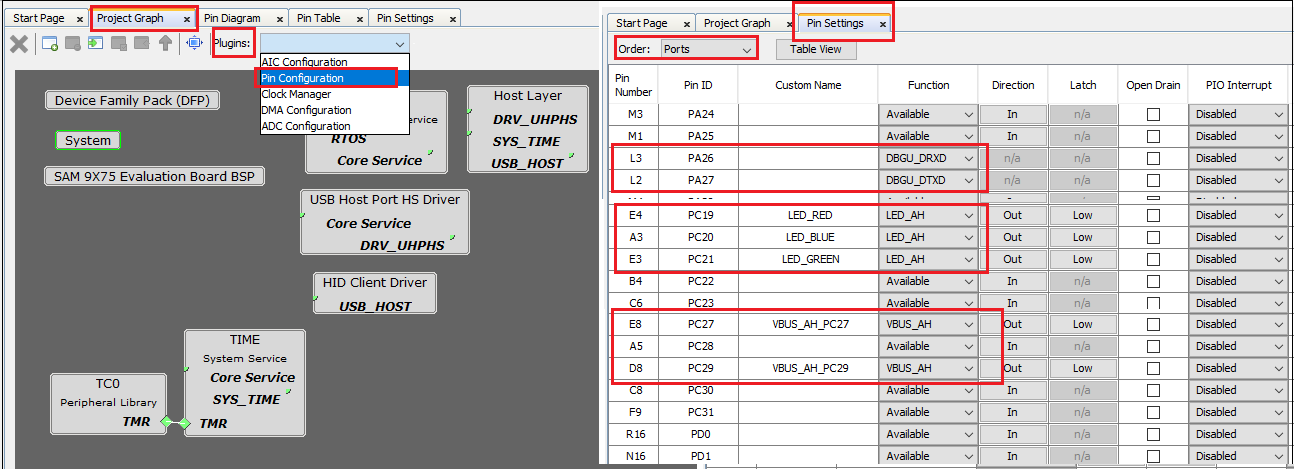 Start Page × Project Graph × Pin Diagram × Pin Table × Pin Settings ×
Plugins:
AIC Configuration
Pin Configuration
Clock Manager
DMA Configuration
ADC Configuration
Device Family Pack (DFP)
System
SAM 9X75 Evaluation Board BSP
ervice
RTOS
Core Service
Host Layer
DRV_UHPHS
SYS_TIME
USB_HOST
USB Host Port HS Driver
Core Service
DRV_UHPHS
HID Client Driver
USB_HOST
TIME
System Service
Core Service
SYS_TIME
TMR
TC0
Peripheral Library
TMR
Start Page × Project Graph × Pin Settings ×
Order: Ports Table View
Pin Number Pin ID Custom Name Function Direction Latch Open Drain PIO Interrupt
M3 PA24 Available In n/a Disabled
M1 PA25 Available In n/a Disabled
L3 PA26 DBGU_DRXD n/a n/a Disabled
L2 PA27 DBGU_DTXD n/a n/a Disabled
E4 PC19 LED_RED LED_AH Out Low Disabled
A3 PC20 LED_BLUE LED_AH Out Low Disabled
E3 PC21 LED_GREEN LED_AH Out Low Disabled
B4 PC22 Available In n/a Disabled
C6 PC23 Available In n/a Disabled
E8 PC27 VBUS_AH_PC27 VBUS_AH Out Low Disabled
A5 PC28 Available In n/a Disabled
D8 PC29 VBUS_AH_PC29 VBUS_AH Out Low Disabled
C8 PC30 Available In n/a Disabled
F9 PC31 Available In n/a Disabled
R16 PD0 Available In n/a Disabled
N16 PD1 Available In n/a Disabled